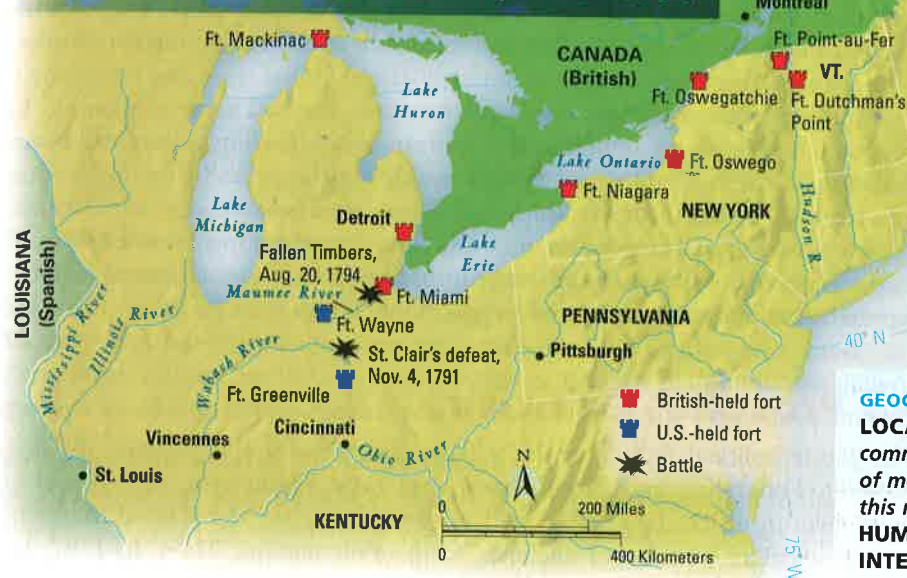 Montreal
Ft. Mackinac
Ft. Point-au-Fer
CANADA
(British)
VT.
Lake
Huron
Ft. Oswegatchie
Ft. Dutchman's
Point
Lake Ontario
Ft. Oswego
Ft. Niagara
Lake
Michigan
Detroit
NEW YORK
Hudson R.
Lake
Erie
Fallen Timbers,
Aug. 20, 1794
Maumee River
Ft. Miami
LOUISIANA
(Spanish)
Mississippi River
Illinois River
Ft. Wayne
PENNSYLVANIA
Wabash River
St. Clair's defeat,
Nov. 4, 1791
Pittsburgh
40° N
Ft. Greenville
British-held fort
U.S.-held fort
Battle
Vincennes
Cincinnati
Ohio River
St. Louis
N
KENTUCKY
0 200 Miles
0 400 Kilometers
75° W
GEOG
LOCA
comm
of m
this
HUM
INTE